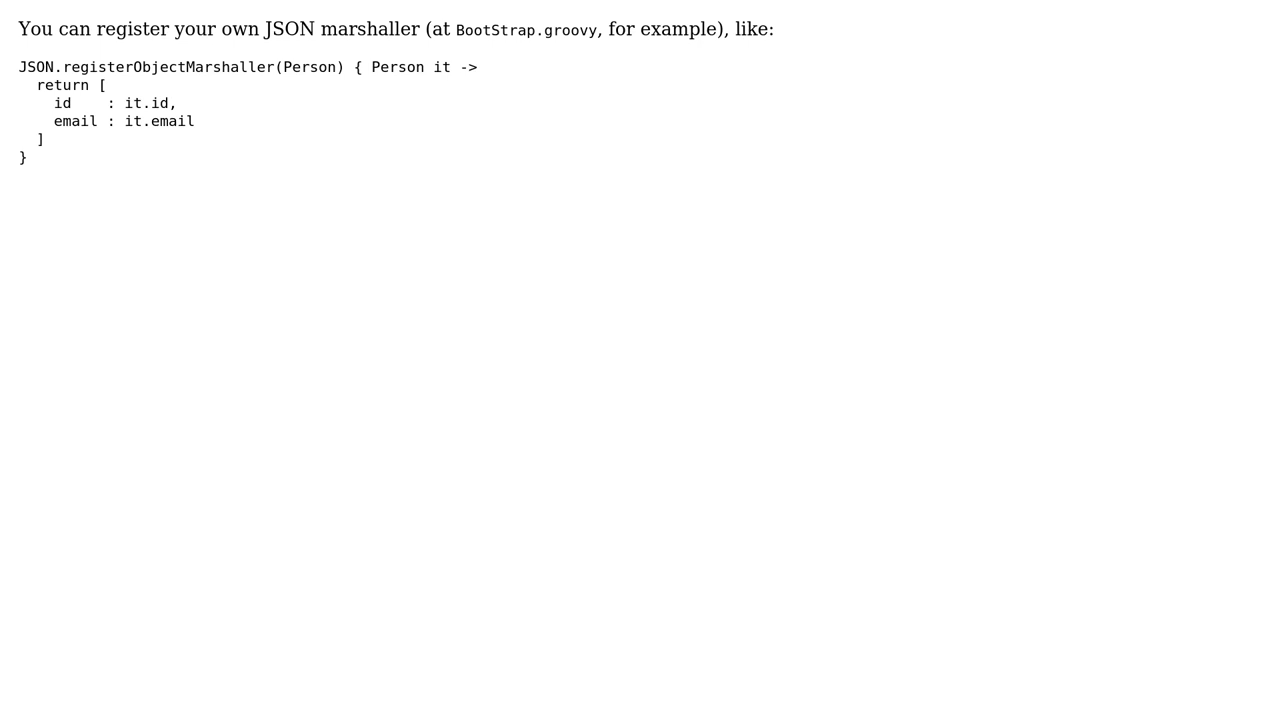 You can register your own JSON marshaller (at BootStrap.groovy, for example), like:
JSON.registerObjectMarshaller(Person) { Person it ->
  return [
    id    : it.id,
    email : it.email
  ]
}